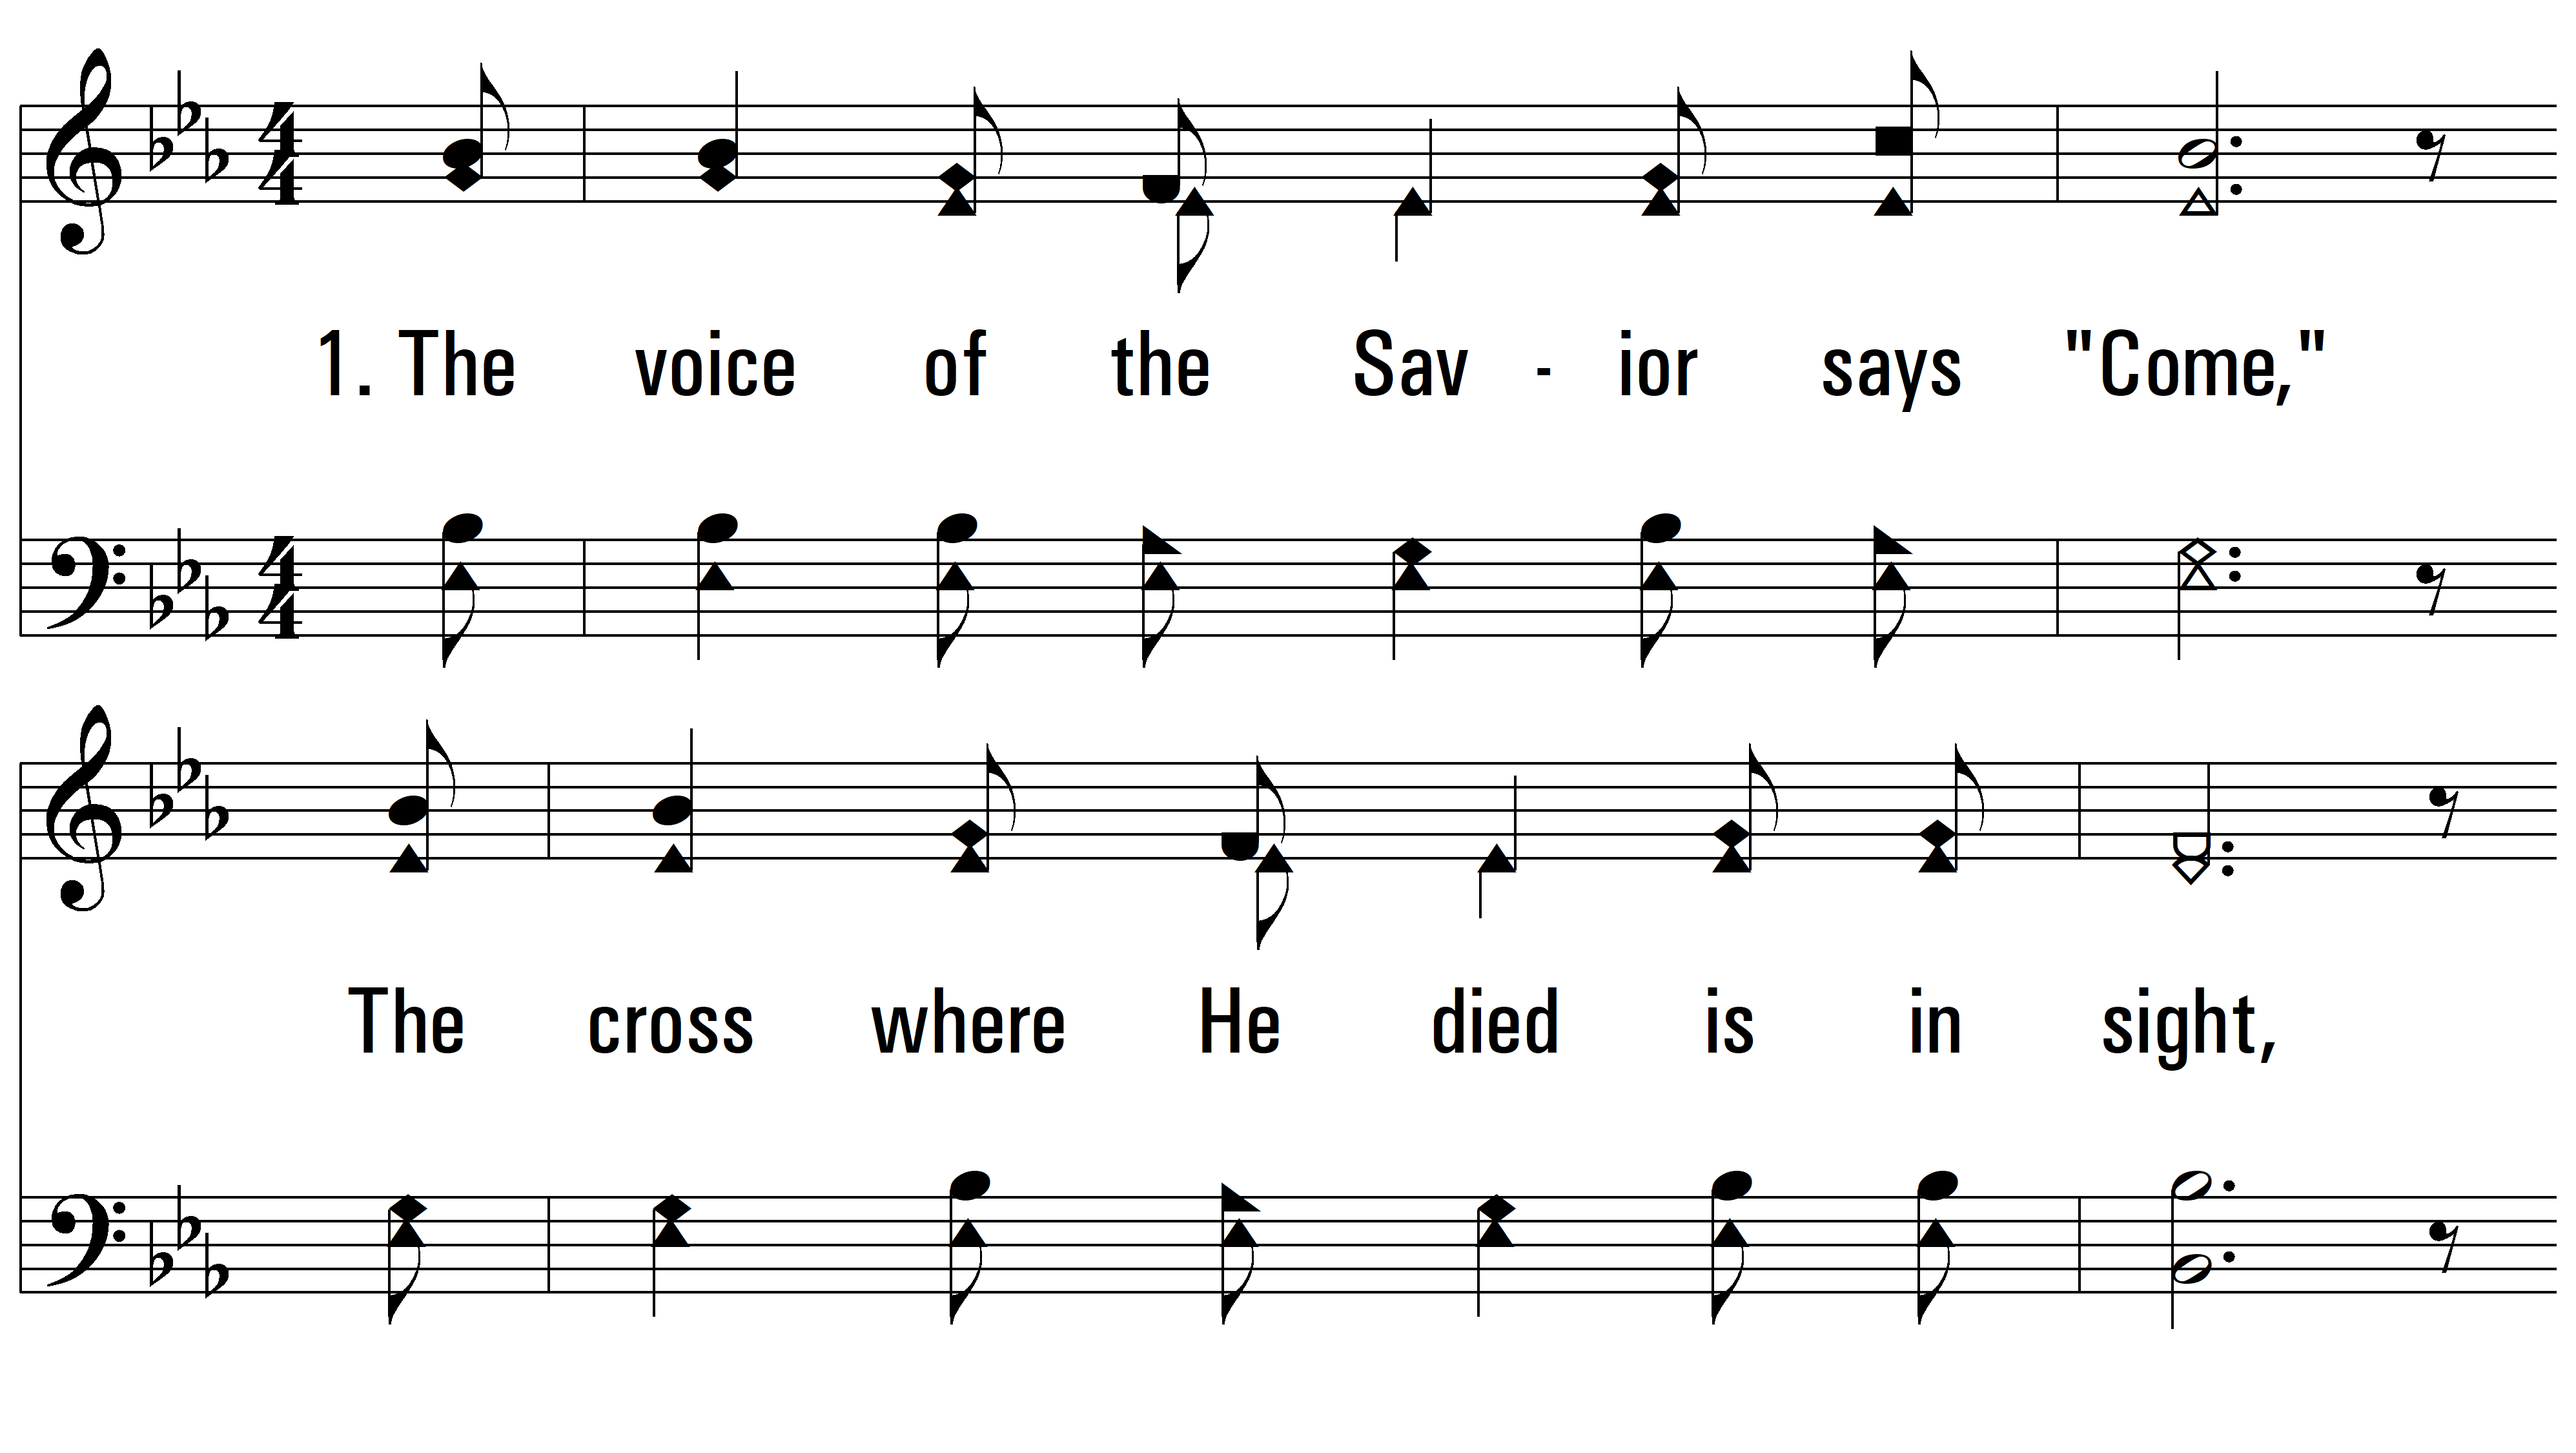 1. The voice of the Sav - ior says "Come,"
The cross where He died is in sight,